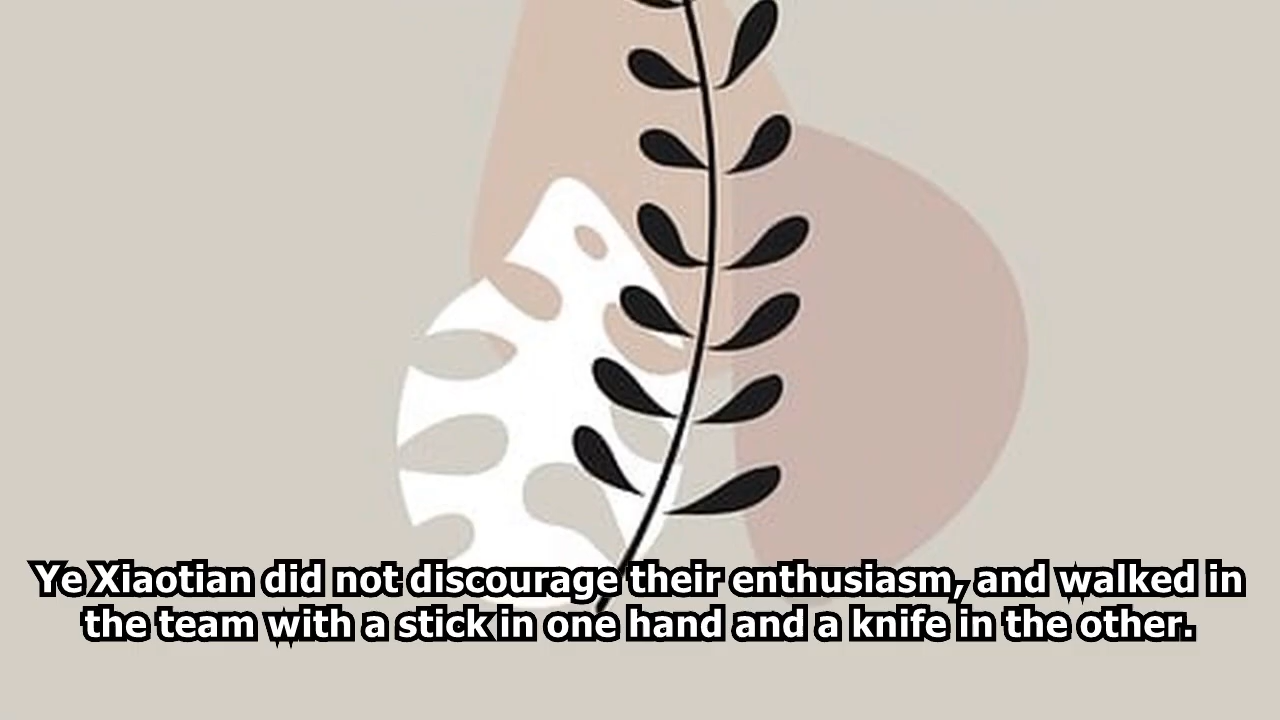 Ye Xiaotian did not discourage their enthusiasm, and walked in
the team with a stick in one hand and a knife in the other.